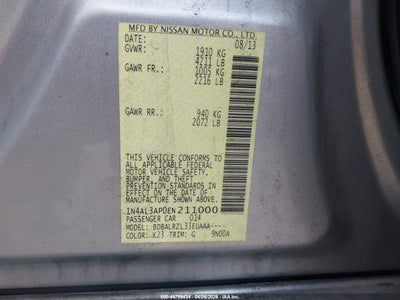 MFD BY NISSAN MOTOR CO., LTD.
DATE: 08/13
GVWR: 1910 KG
4211 LB
GAWR FR: 1005 KG
2216 LB
GAWR RR: 940 KG
2072 LB
THIS VEHICLE CONFORMS TO
ALL APPLICABLE FEDERAL
MOTOR VEHICLE SAFETY,
BUMPER, AND THEFT
PREVENTION STANDARDS
IN EFFECT ON THE DATE OF
MANUFACTURE SHOWN ABOVE.
1N4AL3AP0EN211000
PASSENGER CAR 014
MODEL: BDBALRZL33EUAAA---
COLOR: K23 TRIM: G 9N00A